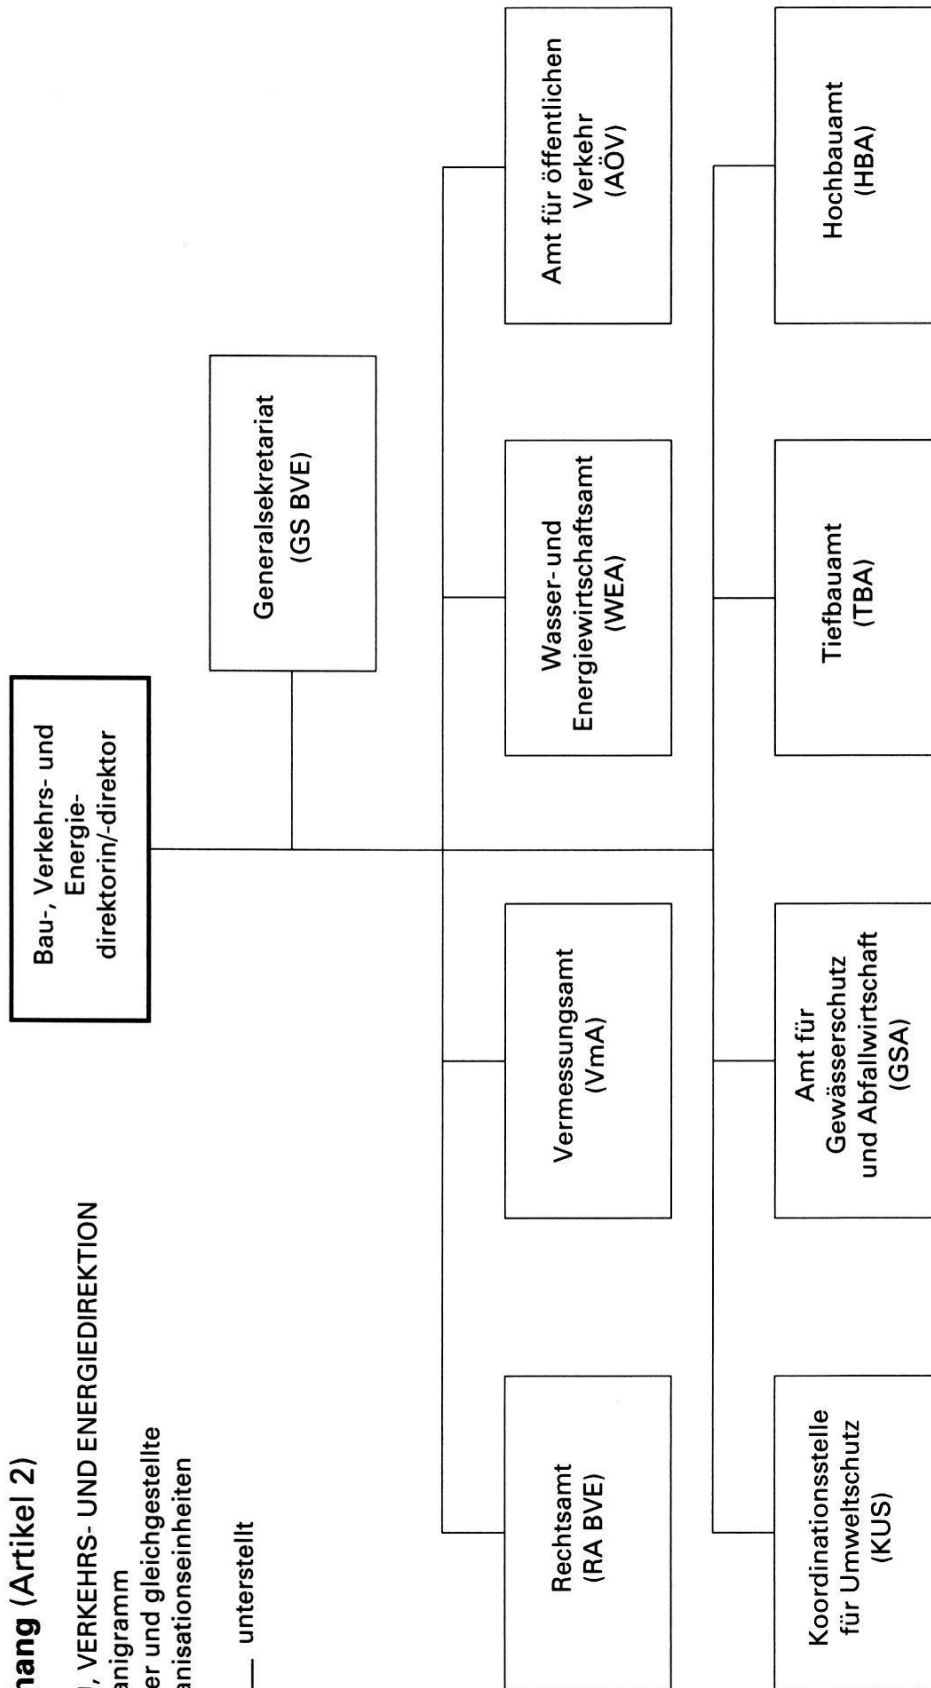 hang (Artikel 2)
, VERKEHRS- UND ENERGIEDIREKTION
anigramm
er und gleichgestellte
anisationseinheiten
unterstellt
Bau-, Verkehrs- und
Energie-
direktorin/-direktor
Generalsekretariat
(GS BVE)
Rechtsamt
(RA BVE)
Vermessungsamt
(VmA)
Wasser- und
Energiewirtschaftsamt
(WEA)
Amt für öffentlichen
Verkehr
(AÖV)
Koordinationsstelle
für Umweltschutz
(KUS)
Amt für
Gewässerschutz
und Abfallwirtschaft
(GSA)
Tiefbauamt
(TBA)
Hochbauamt
(HBA)